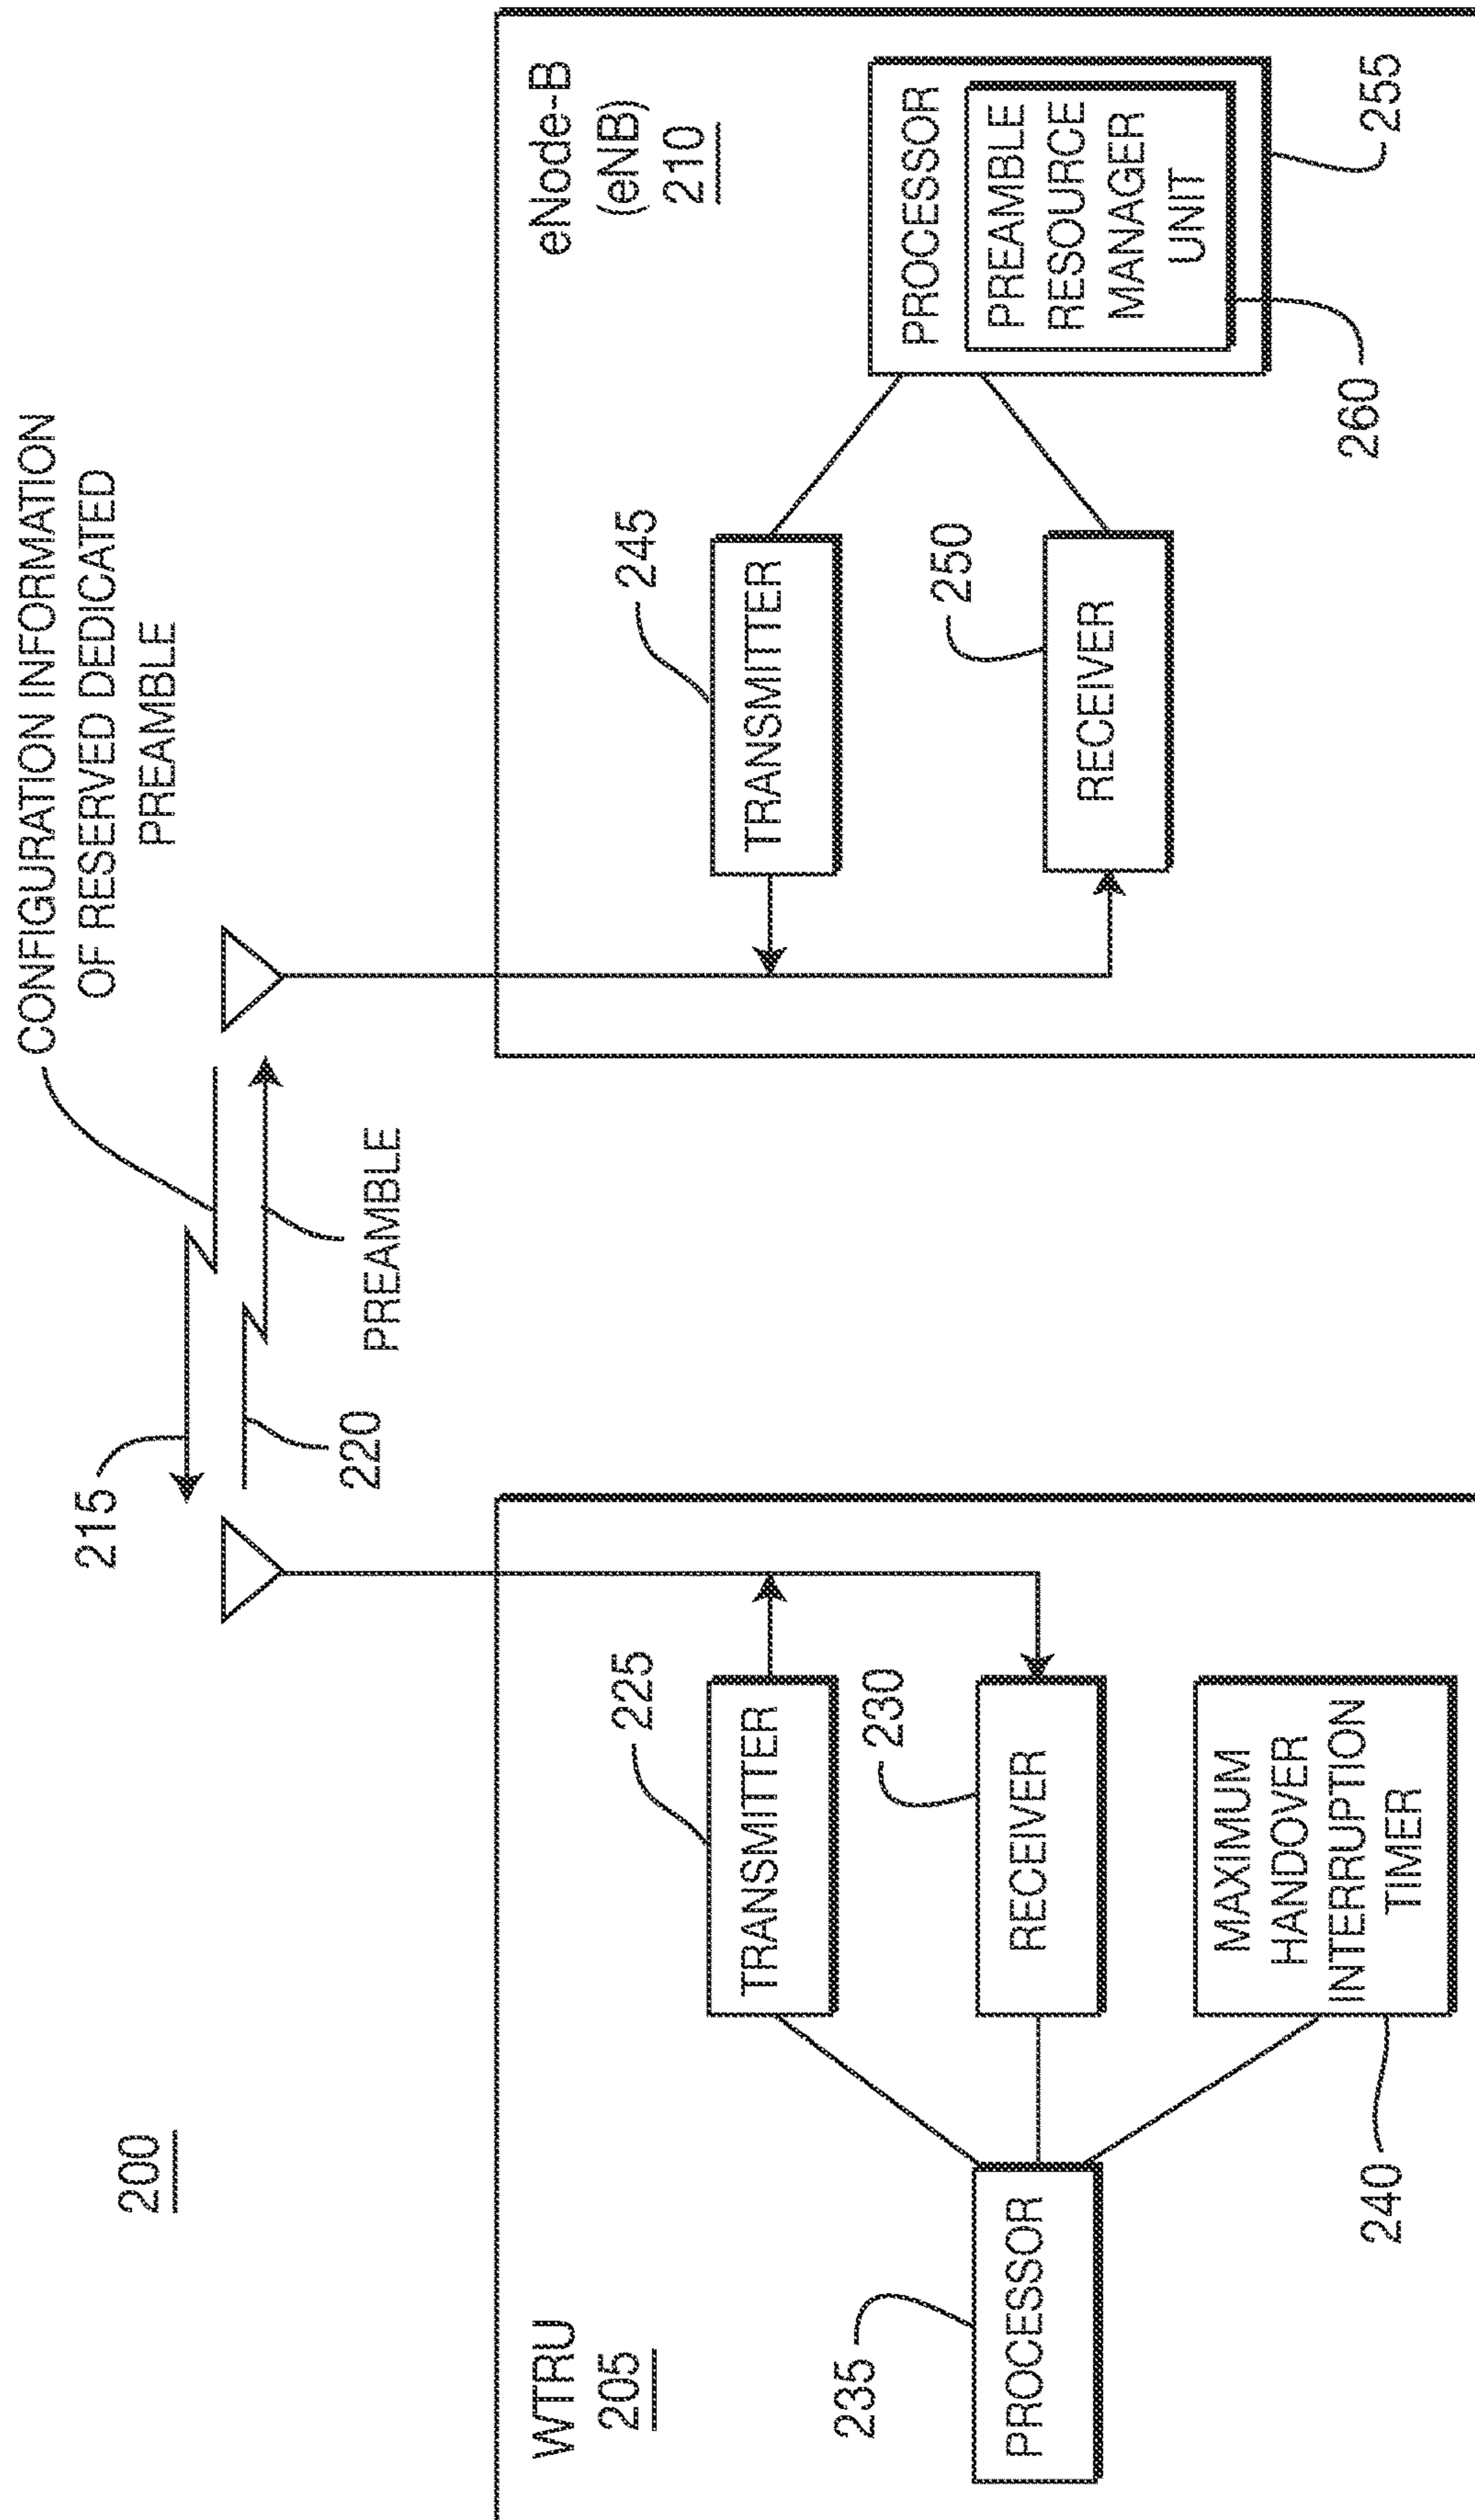 200
CONFIGURATION INFORMATION
OF RESERVED DEDICATED
PREAMBLE
215
220
PREAMBLE
WTRU
205
235
PROCESSOR
225
TRANSMITTER
230
RECEIVER
MAXIMUM
HANDOVER
INTERRUPTION
TIMER
240
eNode-B
(eNB)
210
245
TRANSMITTER
250
RECEIVER
PROCESSOR
PREAMBLE
RESOURCE
MANAGER
UNIT
260
255